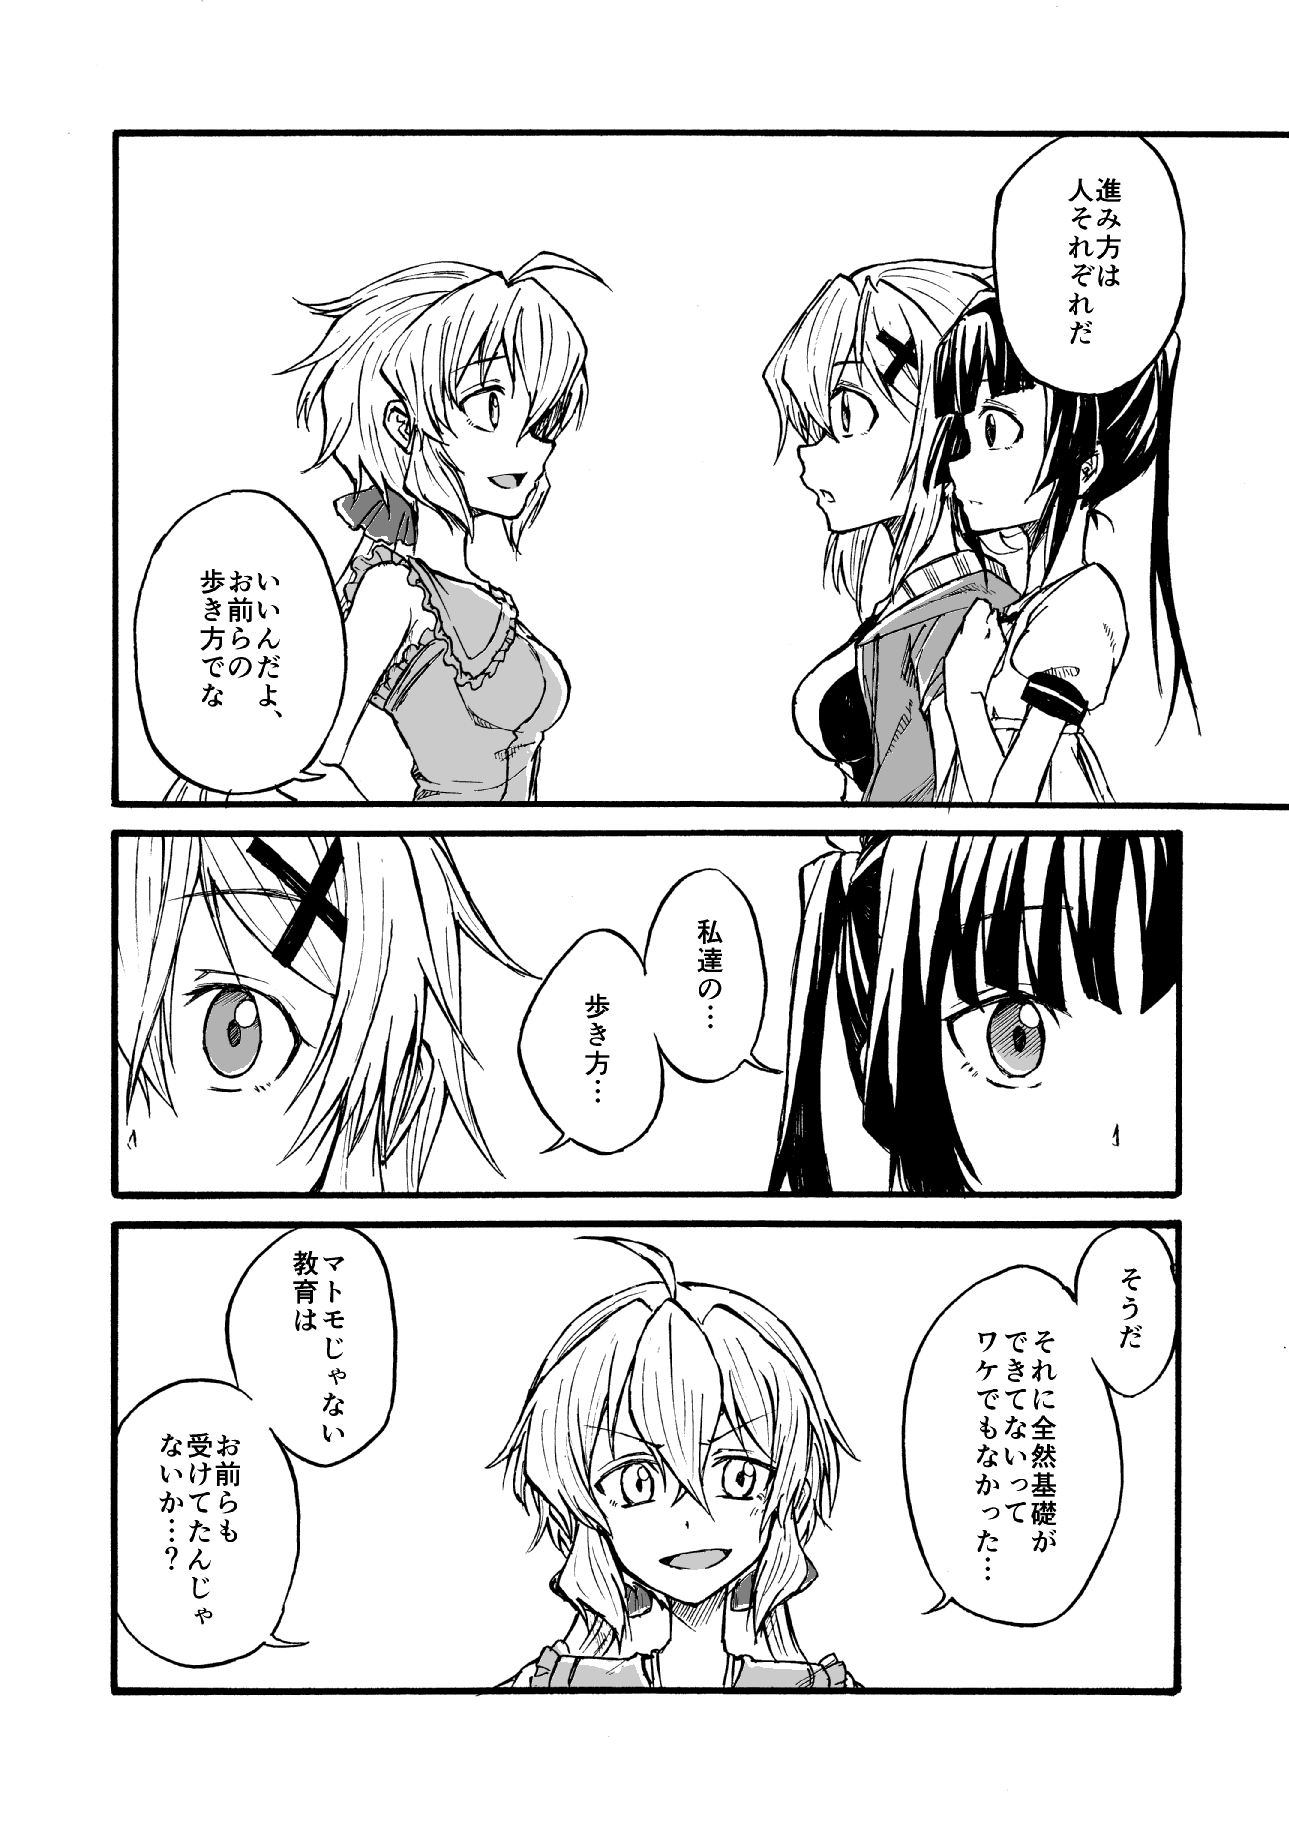 進み方は
人それぞれだ
いいんだよ、
お前らの
歩き方でな
私達の…
歩き方…
そうだ
それに全然基礎が
できてないって
ワケでもなかった…
マトモじゃない
教育は
お前らも
受けてたんじゃ
ないか…?